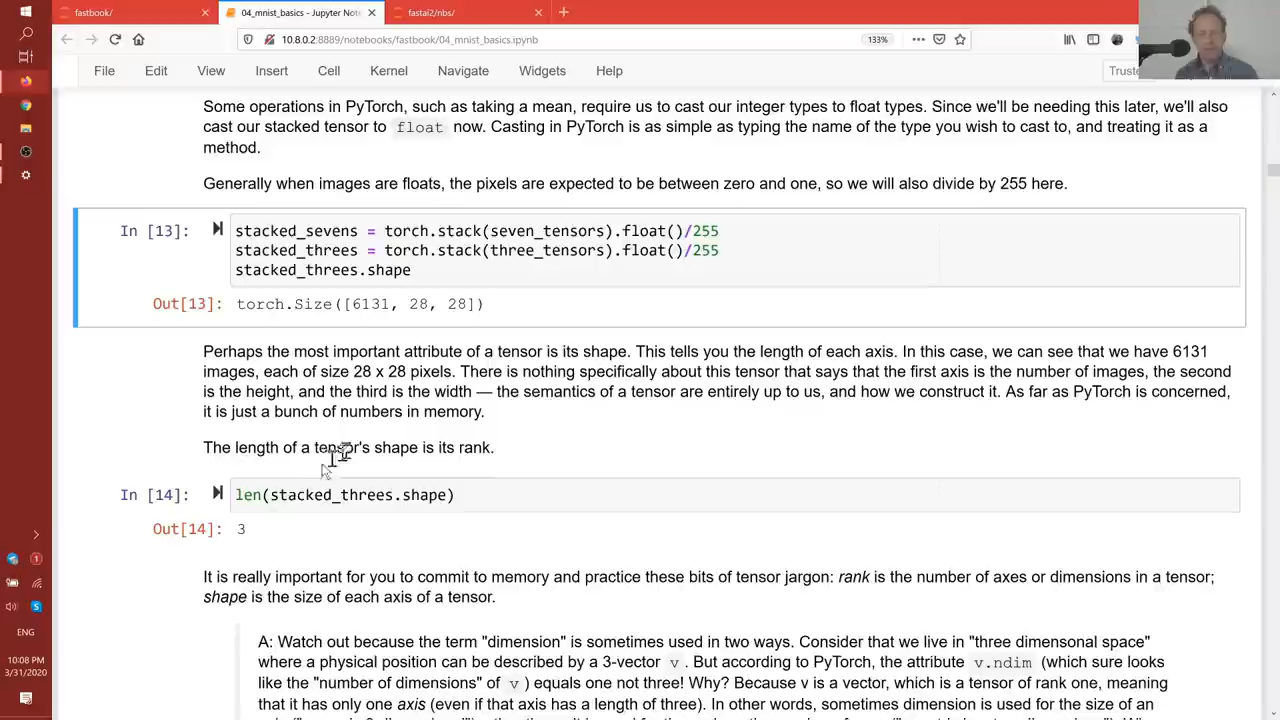 fastbook/
04_mnist_basics - Jupyter Not
fastai2/nbs/
10.8.0.2:8889/notebooks/fastbook/04_mnist_basics.ipynb
133%
File Edit View Insert Cell Kernel Navigate Widgets Help
Truste
Some operations in PyTorch, such as taking a mean, require us to cast our integer types to float types. Since we'll be needing this later, we'll also
cast our stacked tensor to float now. Casting in PyTorch is as simple as typing the name of the type you wish to cast to, and treating it as a
method.
Generally when images are floats, the pixels are expected to be between zero and one, so we will also divide by 255 here.
In [13]: stacked_sevens = torch.stack(seven_tensors).float()/255
stacked_threes = torch.stack(three_tensors).float()/255
stacked_threes.shape
Out[13]: torch.Size([6131, 28, 28])
Perhaps the most important attribute of a tensor is its shape. This tells you the length of each axis. In this case, we can see that we have 6131
images, each of size 28 x 28 pixels. There is nothing specifically about this tensor that says that the first axis is the number of images, the second
is the height, and the third is the width — the semantics of a tensor are entirely up to us, and how we construct it. As far as PyTorch is concerned,
it is just a bunch of numbers in memory.
The length of a tensor's shape is its rank.
In [14]: len(stacked_threes.shape)
Out[14]: 3
It is really important for you to commit to memory and practice these bits of tensor jargon: rank is the number of axes or dimensions in a tensor;
shape is the size of each axis of a tensor.
A: Watch out because the term "dimension" is sometimes used in two ways. Consider that we live in "three dimensonal space"
where a physical position can be described by a 3-vector v. But according to PyTorch, the attribute v.ndim (which sure looks
like the "number of dimensions" of v) equals one not three! Why? Because v is a vector, which is a tensor of rank one, meaning
that it has only one axis (even if that axis has a length of three). In other words, sometimes dimension is used for the size of an
1
ENG
10:08 PM
3/31/2020